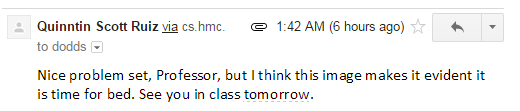 Quinntin Scott Ruiz via cs.hmc. 1:42 AM (6 hours ago)
to dodds
Nice problem set, Professor, but I think this image makes it evident it
is time for bed. See you in class tomorrow.